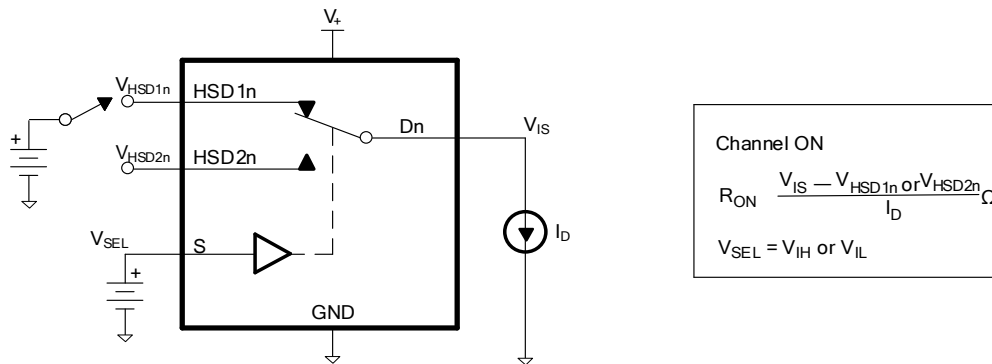 V+
VHSD1n
HSD1n
VIS
Dn
+
VHSD2n
HSD2n
VSEL
S
ID
+
GND
Channel ON
RON VIS — VHSD1n or VHSD2n
ID
Ω
VSEL = VIH or VIL